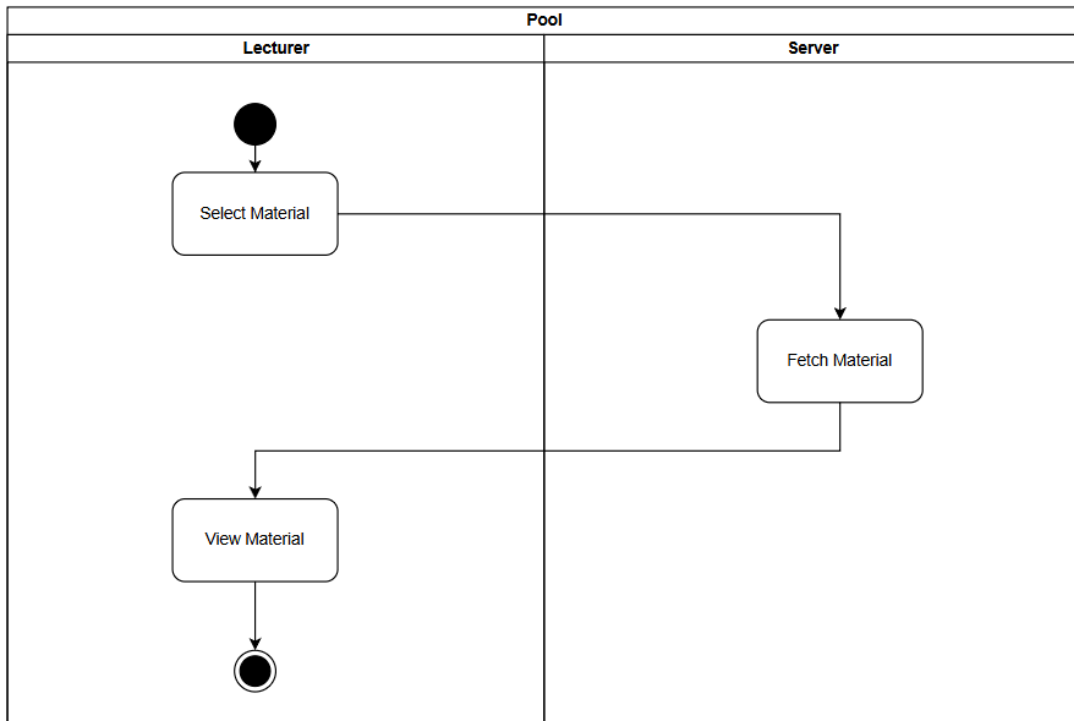 Pool
Lecturer
Server
Select Material
Fetch Material
View Material